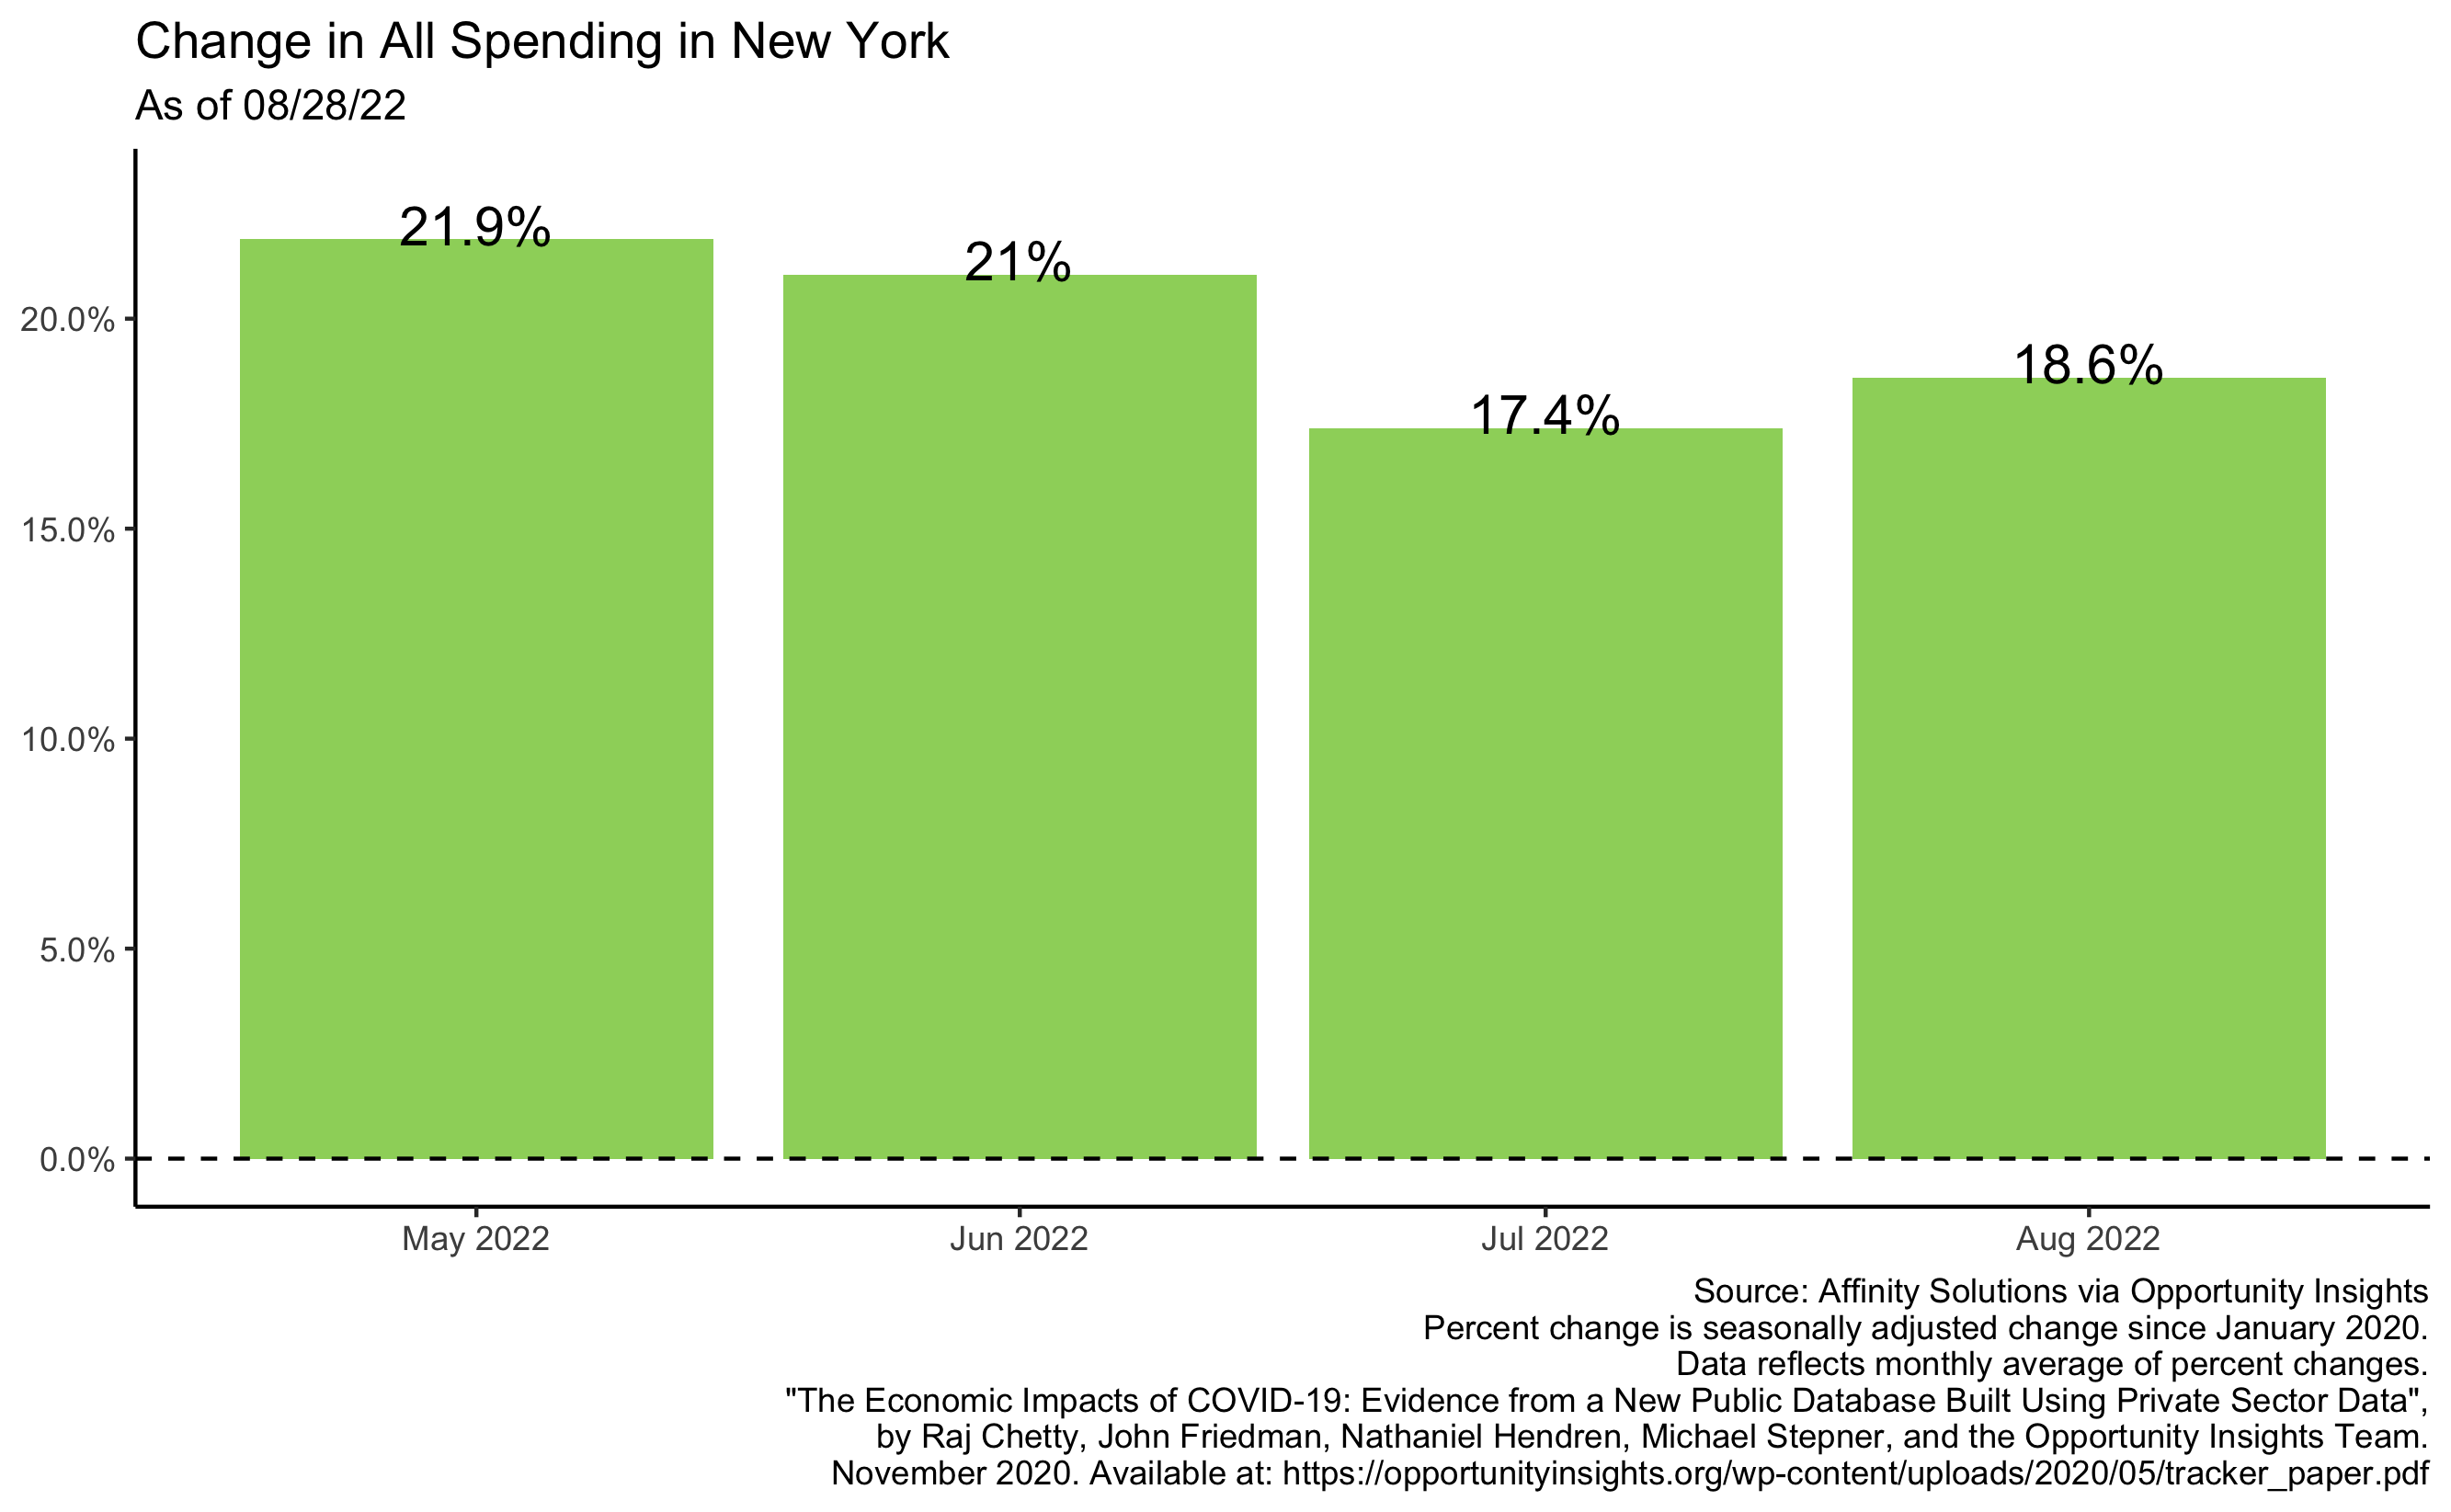 Change in All Spending in New York
As of 08/28/22
21.9%
21%
17.4%
18.6%
20.0%
15.0%
10.0%
5.0%
0.0%
May 2022
Jun 2022
Jul 2022
Aug 2022
Source: Affinity Solutions via Opportunity Insights
Percent change is seasonally adjusted change since January 2020.
Data reflects monthly average of percent changes.
"The Economic Impacts of COVID-19: Evidence from a New Public Database Built Using Private Sector Data",
by Raj Chetty, John Friedman, Nathaniel Hendren, Michael Stepner, and the Opportunity Insights Team.
November 2020. Available at: https://opportunityinsights.org/wp-content/uploads/2020/05/tracker_paper.pdf